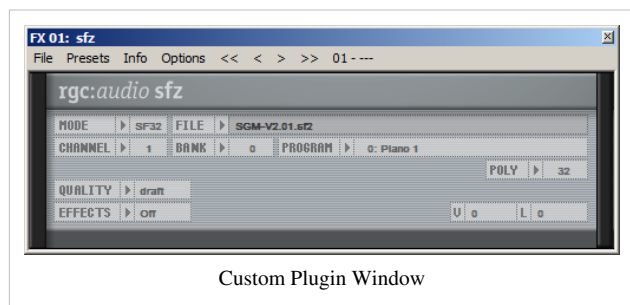 FX 01: sfz
File Presets Info Options << < > >> 01 - ---
rgc:audio sfz
MODE SF32 FILE SGM-V2.01.sf2
CHANNEL 1 BANK 0 PROGRAM 0: Piano 1
POLY 32
QUALITY draft
EFFECTS Off V 0 L 0
Custom Plugin Window